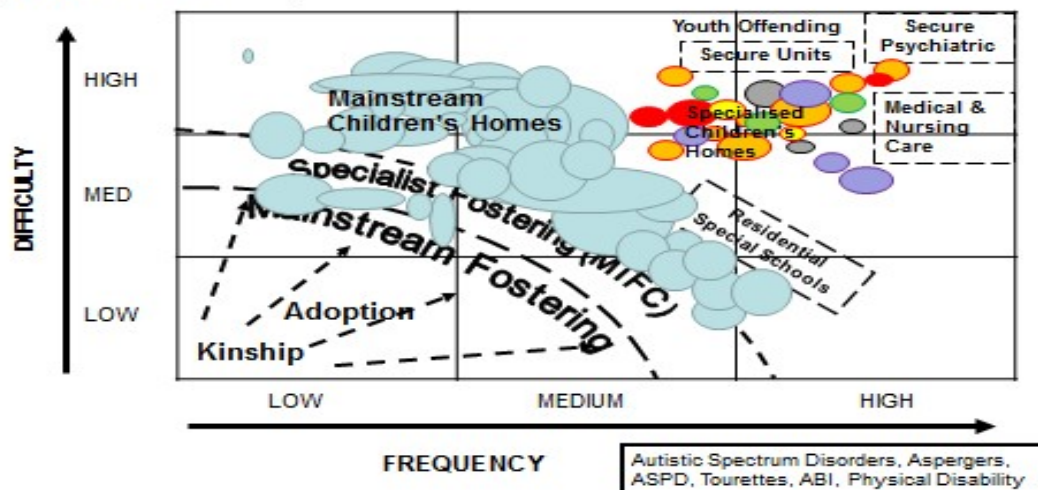 Youth Offending
Secure Units
Secure
Psychiatric
HIGH
Mainstream
Children's Homes
Specialised
Children's
Homes
Medical &
Nursing
Care
DIFFICULTY
MED
Specialist Fostering (MTFC)
Mainstream Fostering
Residential
Special Schools
LOW
Adoption
Kinship
LOW
MEDIUM
HIGH
FREQUENCY
Autistic Spectrum Disorders, Aspergers,
ASPD, Tourettes, ABI, Physical Disability